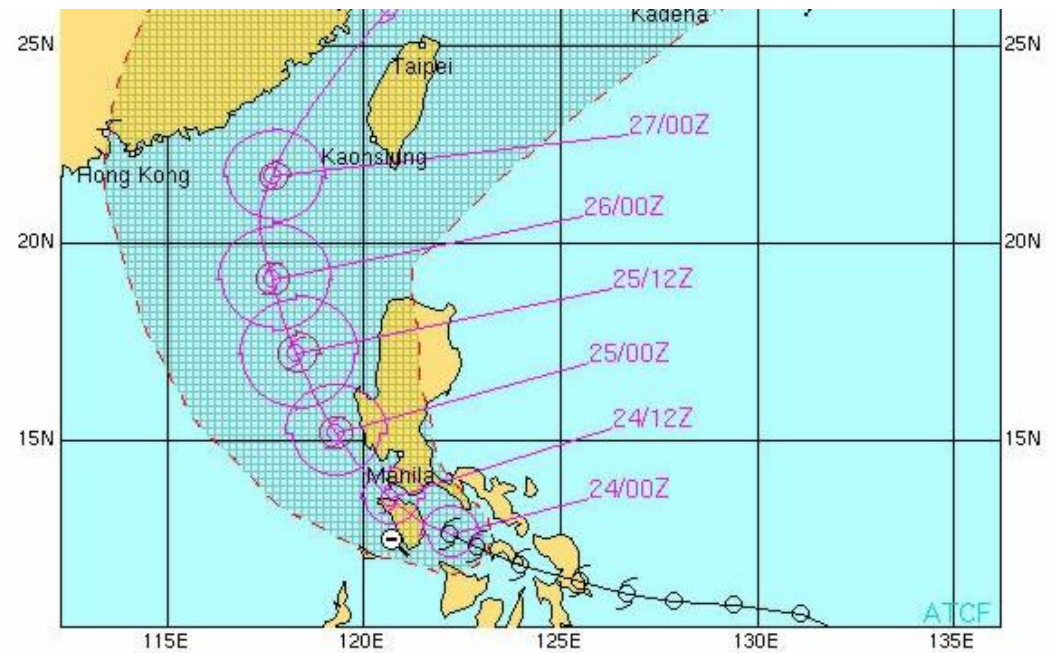 Kadena
25N
25N
Taipei
27/00Z
Kaohsiung
Hong Kong
26/00Z
20N
20N
25/12Z
25/00Z
24/12Z
15N
15N
Manila
24/00Z
ATCF
115E
120E
125E
130E
135E